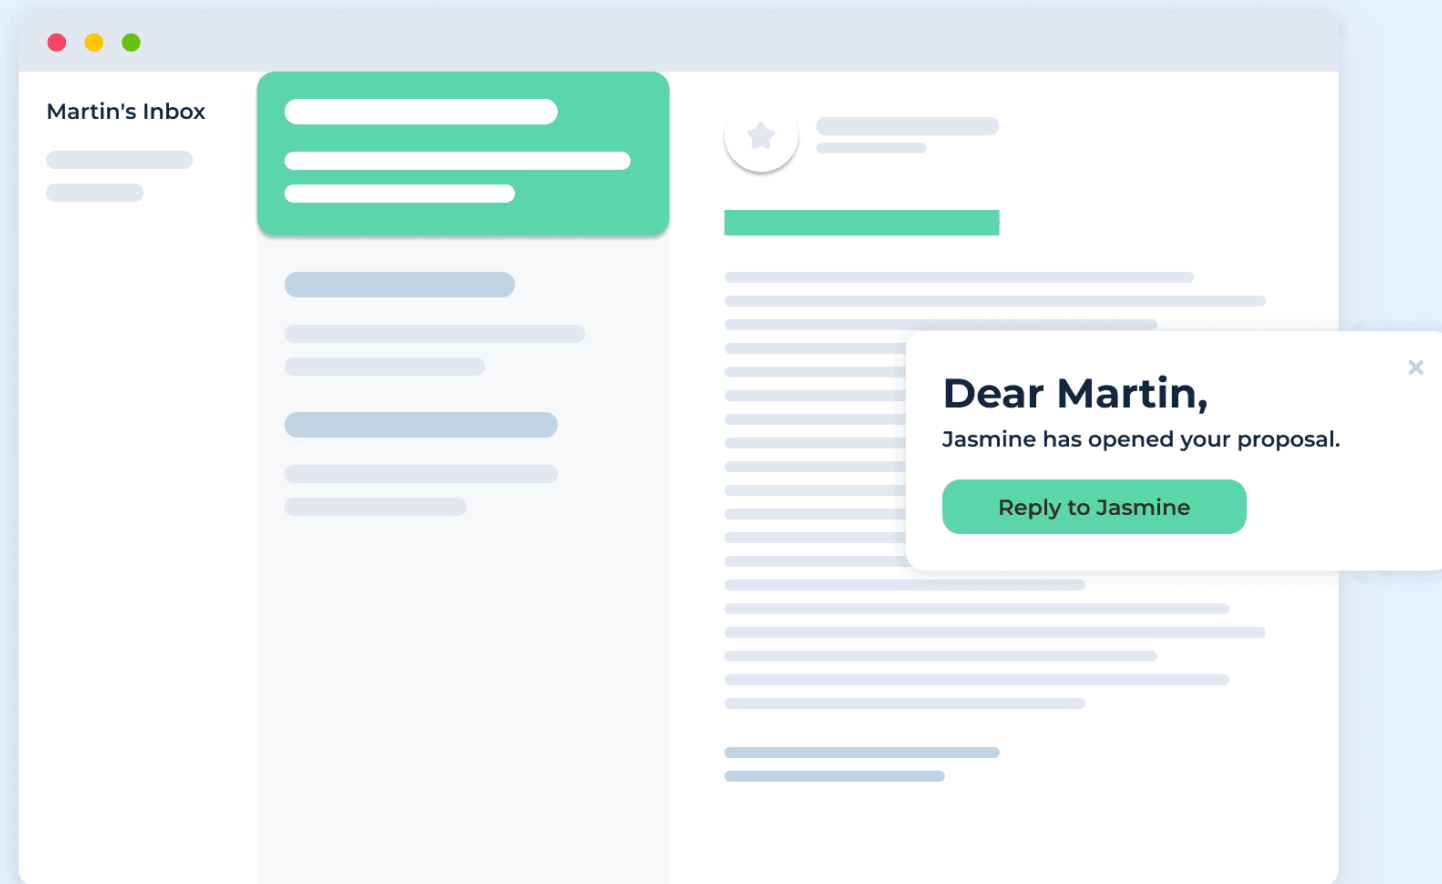 Martin's Inbox
Dear Martin,
Jasmine has opened your proposal.
Reply to Jasmine